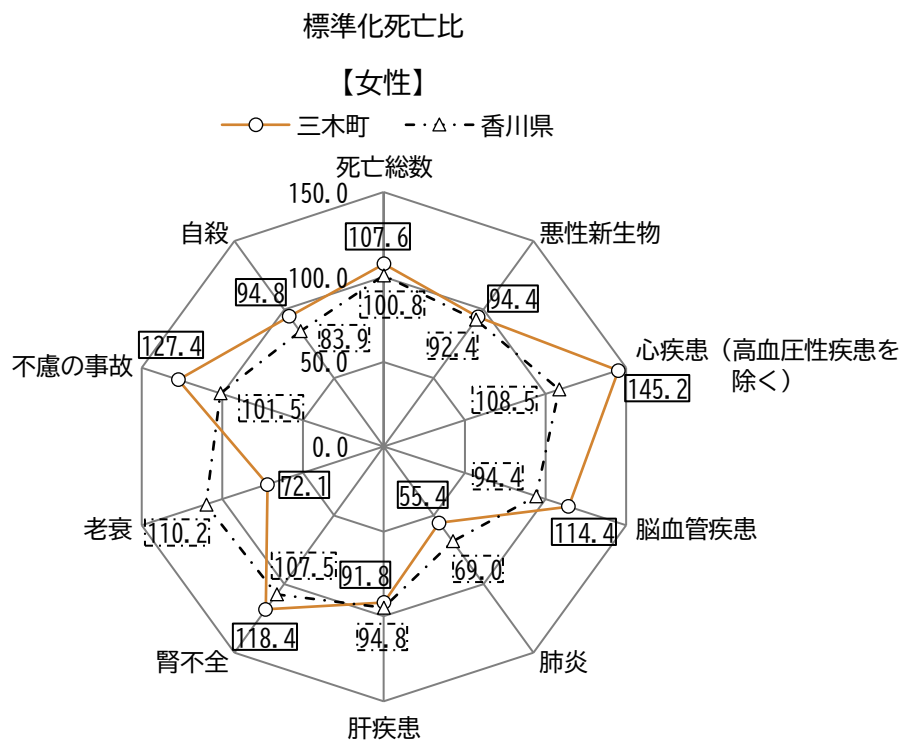 標準化死亡比
【女性】
三木町 香川県
死亡総数
150.0
自殺
悪性新生物
107.6
100.0
94.8
94.4
100.8
127.4
83.9
92.4
不慮の事故
50.0
心疾患（高血圧性疾患を
除く）
145.2
101.5
108.5
0.0
94.4
72.1
55.4
老衰
110.2
114.4
脳血管疾患
107.5
91.8
69.0
118.4
94.8
腎不全
肺炎
肝疾患